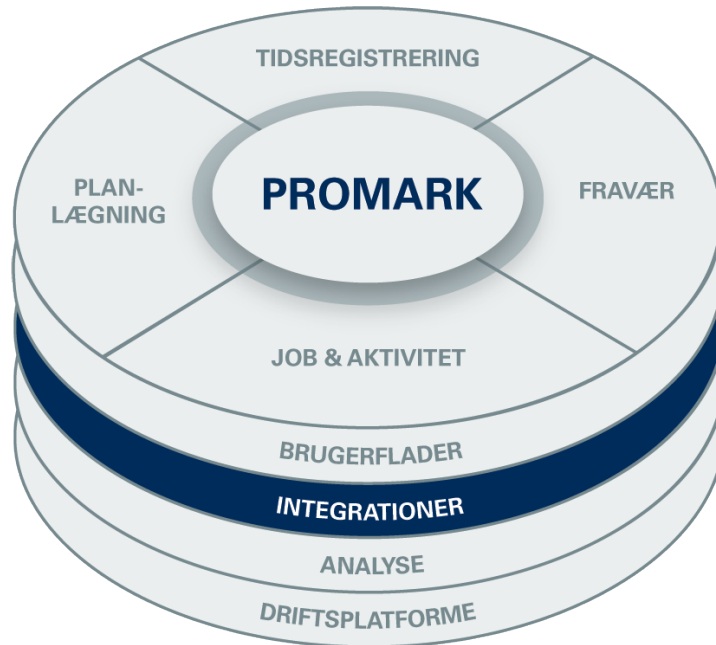 TIDSREGISTRERING
PLAN-
LÆGNING
PROMARK
FRAVÆR
JOB & AKTIVITET
BRUGERFLADER
INTEGRATIONER
ANALYSE
DRIFTSPLATFORME